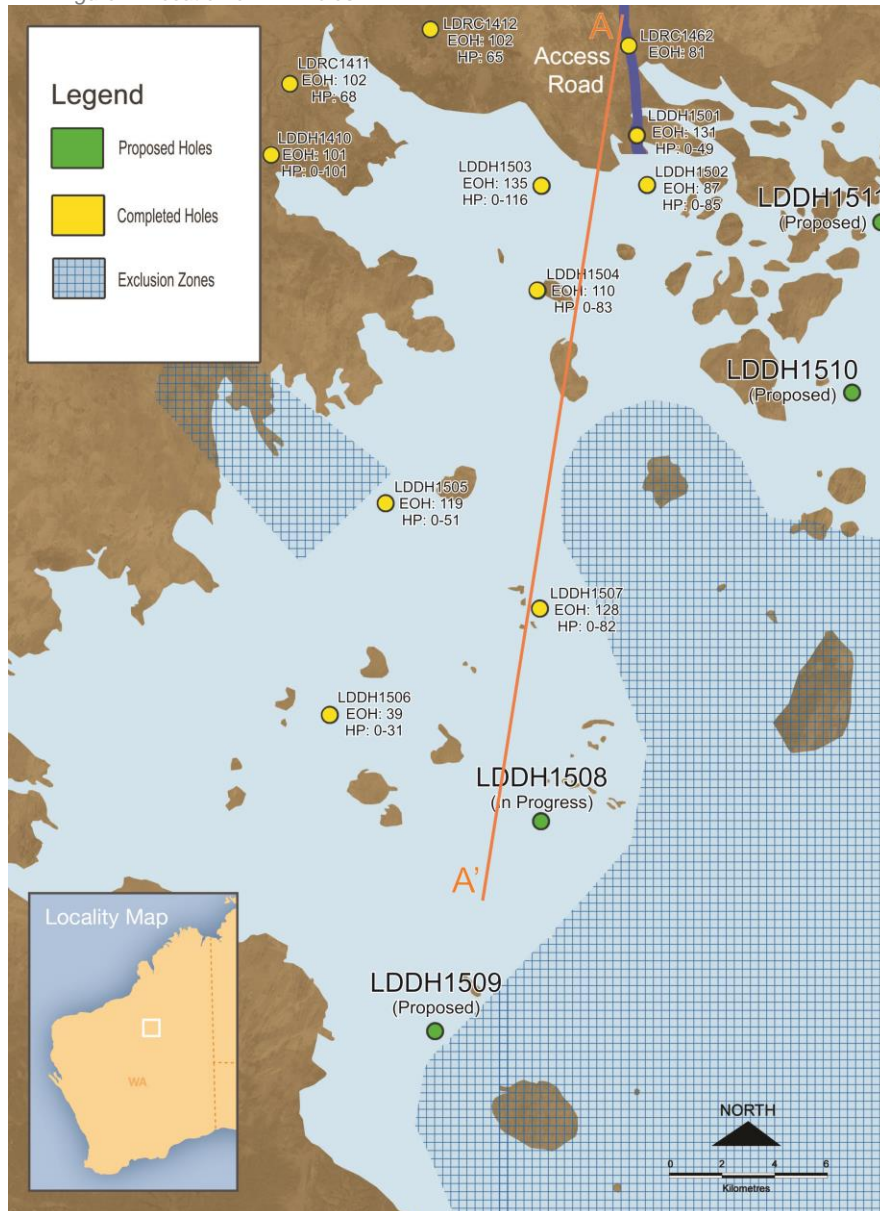 LDRC1412
EOH: 102
HP: 65
A
Access
Road
LDRC1462
EOH: 81
LDRC1411
EOH: 102
HP: 68
Legend
Proposed Holes
Completed Holes
Exclusion Zones
LDDH1410
EOH: 101
HP: 0-101
LDDH1501
EOH: 131
HP: 0-49
LDDH1503
EOH: 135
HP: 0-116
LDDH1502
EOH: 87
HP: 0-85
LDDH1511
(Proposed)
LDDH1504
EOH: 110
HP: 0-83
LDDH1510
(Proposed)
LDDH1505
EOH: 119
HP: 0-51
LDDH1507
EOH: 128
HP: 0-82
LDDH1506
EOH: 39
HP: 0-31
LDDH1508
(In Progress)
A'
Locality Map
WA
LDDH1509
(Proposed)
NORTH
0 2 4 6
Kilometres